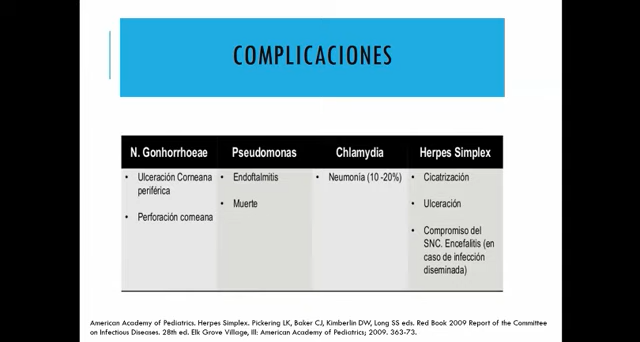 COMPLICACIONES
N. Gonhorrhoeae Pseudomonas Chlamydia Herpes Simplex
• Ulceración Corneana periférica
• Perforación corneana
• Endoftalmitis
• Muerte
• Neumonía (10 -20%)
• Cicatrización
• Ulceración
• Compromiso del
SNC. Encefalitis (en
caso de infección
diseminada)
American Academy of Pediatrics. Herpes Simplex. Pickering LK, Baker CJ, Kimberlin DW, Long SS eds. Red Book 2009 Report of the Committee
on Infectious Diseases. 28th ed. Elk Grove Village, Ill: American Academy of Pediatrics; 2009. 363-73.